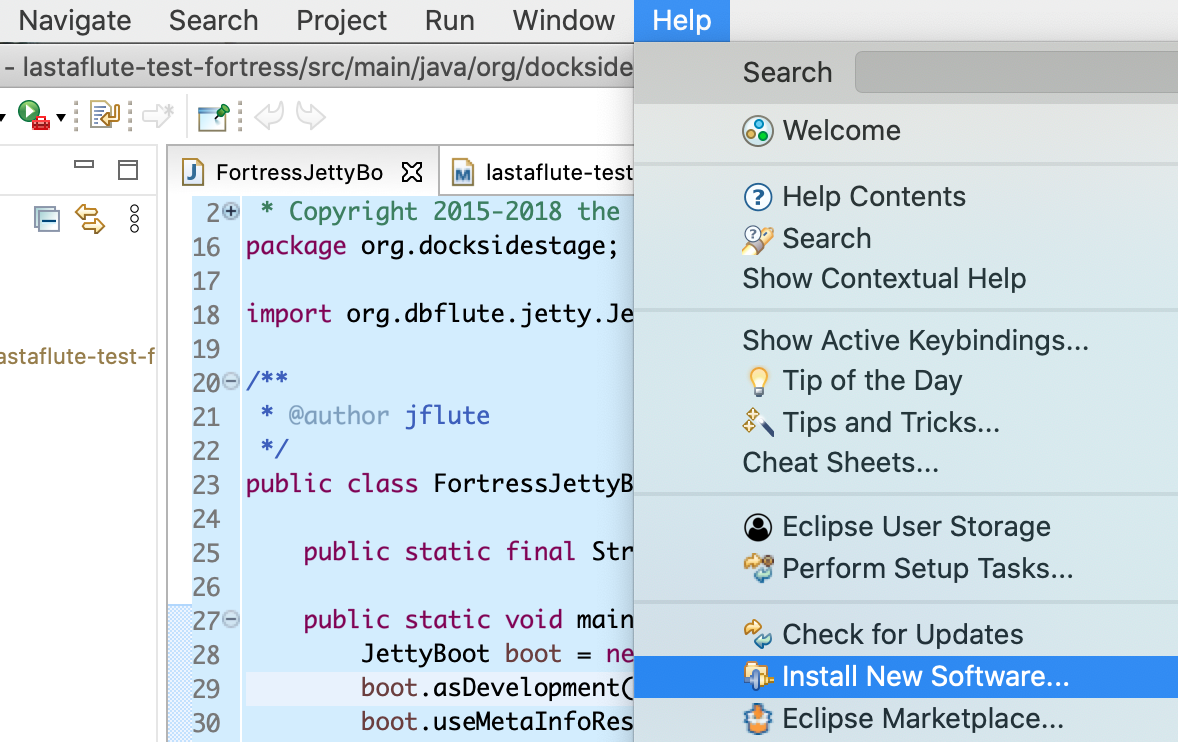 Navigate Search Project Run Window Help
- lastaflute-test-fortress/src/main/java/org/dockside
Search
Welcome
Help Contents
Search
Show Contextual Help
Show Active Keybindings...
Tip of the Day
Tips and Tricks...
Cheat Sheets...
Eclipse User Storage
Perform Setup Tasks...
Check for Updates
Install New Software...
Eclipse Marketplace...
FortressJettyBo lastaflute-test
astaflute-test-f
2 * Copyright 2015-2018 the
16 package org.docksidestage;
17
18 import org.dbflute.jetty.Je
19
20 /**
21 * @author jflute
22 */
23 public class FortressJettyB
24
25 public static final Str
26
27 public static void main
28 JettyBoot boot = ne
29 boot.asDevelopment(
30 boot.useMetaInfoRes